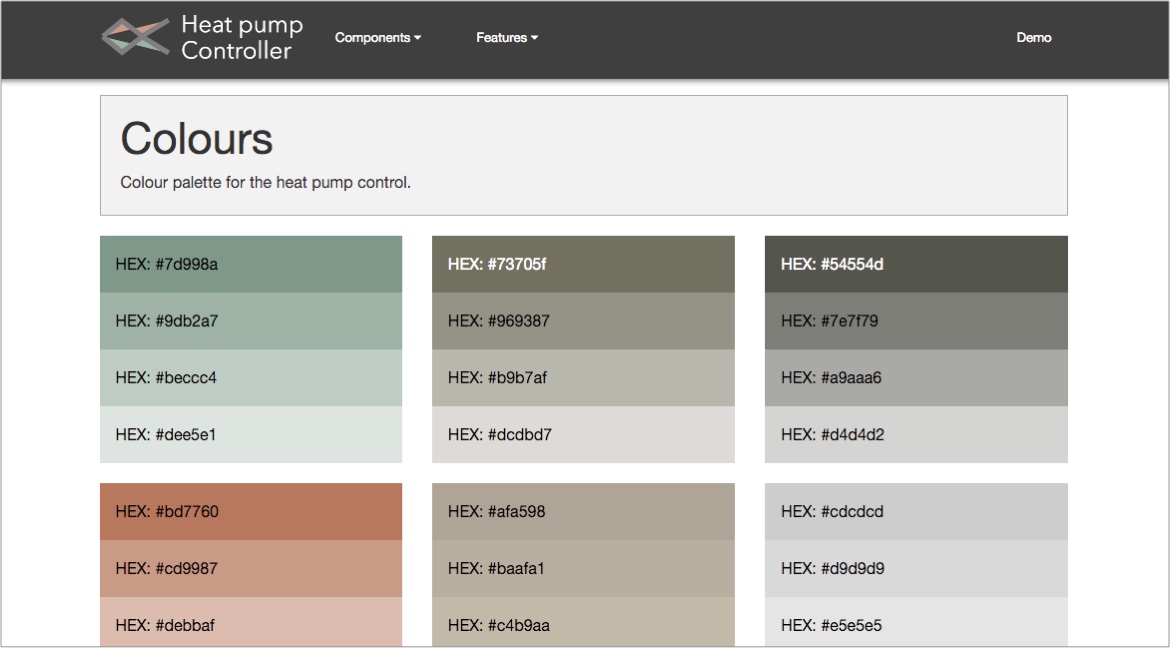 Heat pump
Controller
Components
Features
Demo
Colours
Colour palette for the heat pump control.
HEX: #7d998a
HEX: #9db2a7
HEX: #beccc4
HEX: #dee5e1
HEX: #73705f
HEX: #969387
HEX: #b9b7af
HEX: #dcdbd7
HEX: #54554d
HEX: #7e7f79
HEX: #a9aaa6
HEX: #d4d4d2
HEX: #bd7760
HEX: #cd9987
HEX: #debbaf
HEX: #afa598
HEX: #baafa1
HEX: #c4b9aa
HEX: #cdcdcd
HEX: #d9d9d9
HEX: #e5e5e5